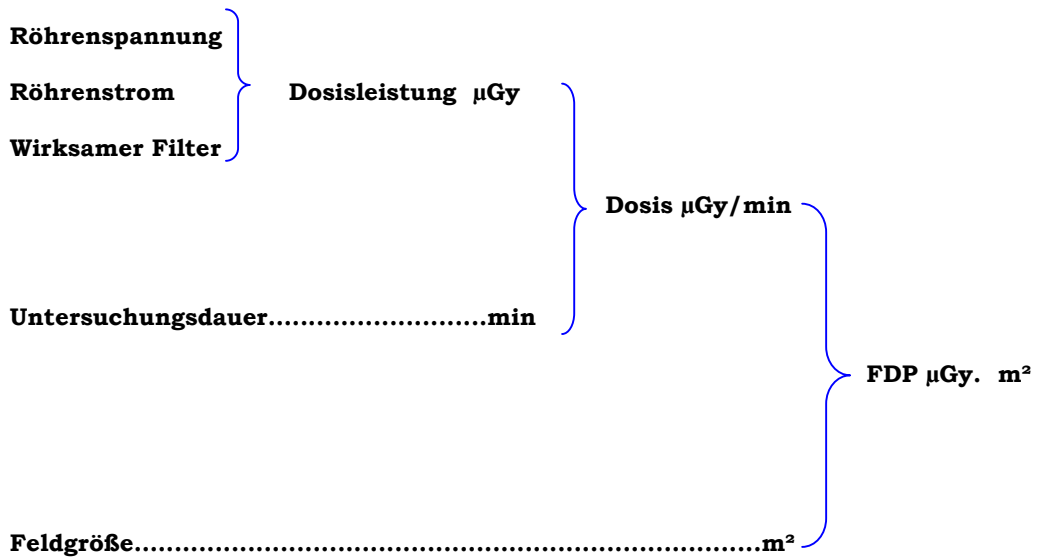 Röhrenspannung
Röhrenstrom Dosisleistung µGy
Wirksamer Filter
Dosis µGy/min
Untersuchungsdauer...........................min
FDP µGy. m²
Feldgröße..............................................................................m²